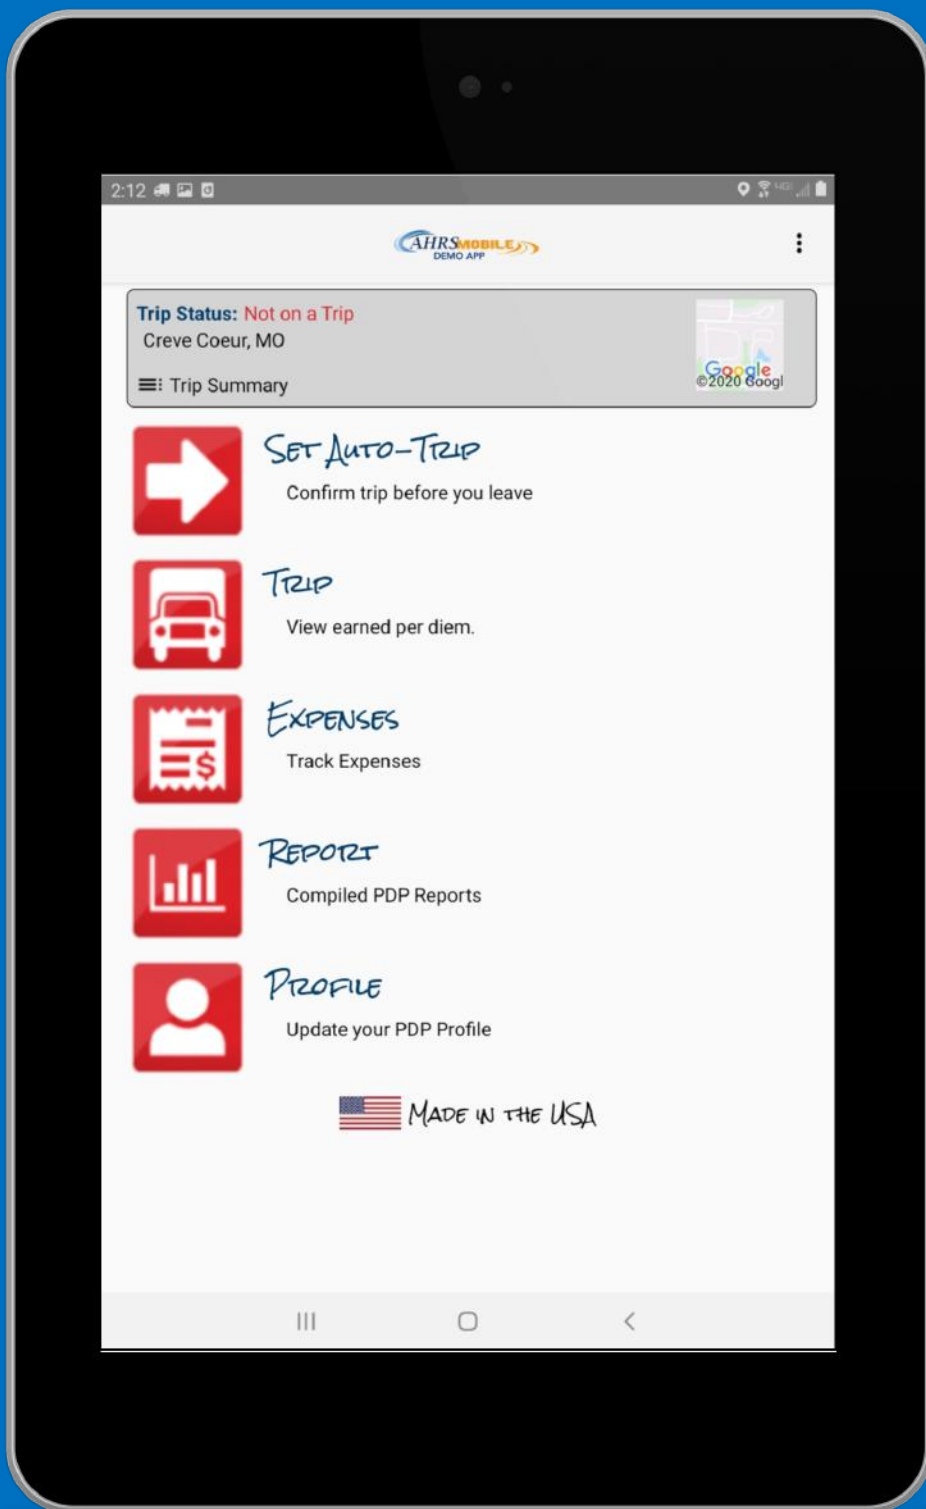 2:12
AHRSMOBILE
DEMO APP
Trip Status: Not on a Trip
Creve Coeur, MO
Trip Summary
Google
©2020 Googl
SET AUTO-TRIP
Confirm trip before you leave
TRIP
View earned per diem.
EXPENSES
Track Expenses
$
REPORT
Compiled PDP Reports
PROFILE
Update your PDP Profile
MADE IN THE USA